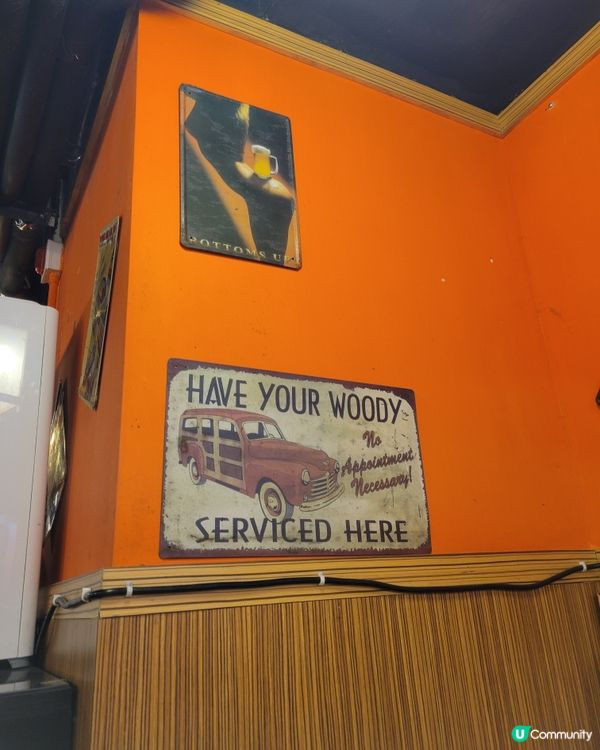 BOTTOMS UP
HAVE YOUR WOODY
No
Appointment
Necessary!
SERVICED HERE
U Community